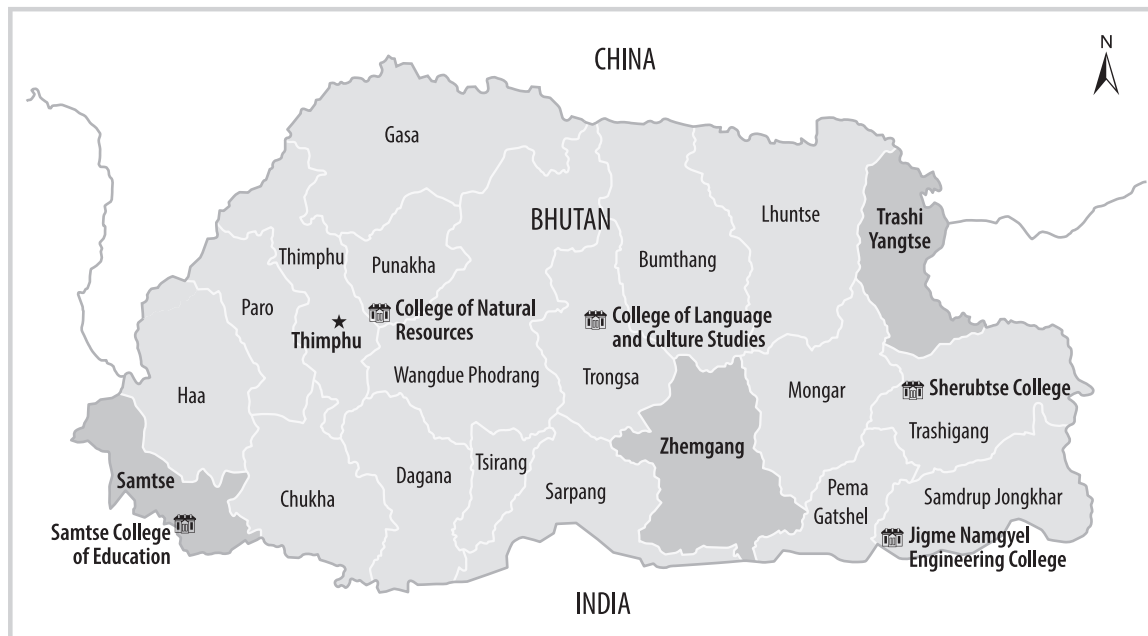 N
CHINA
Gasa
BHUTAN
Lhuntse
Trashi
Yangtse
Thimphu
Punakha
Bumthang
Paro
College of Natural
Resources
College of Language
and Culture Studies
Thimphu
Wangdue Phodrang
Trongsa
Haa
Mongar
Sherubtse College
Trashigang
Zhemgang
Samtse
Chukha
Dagana
Tsirang
Sarpang
Pema
Gatshel
Samdrup Jongkhar
Samtse College
of Education
Jigme Namgyel
Engineering College
INDIA